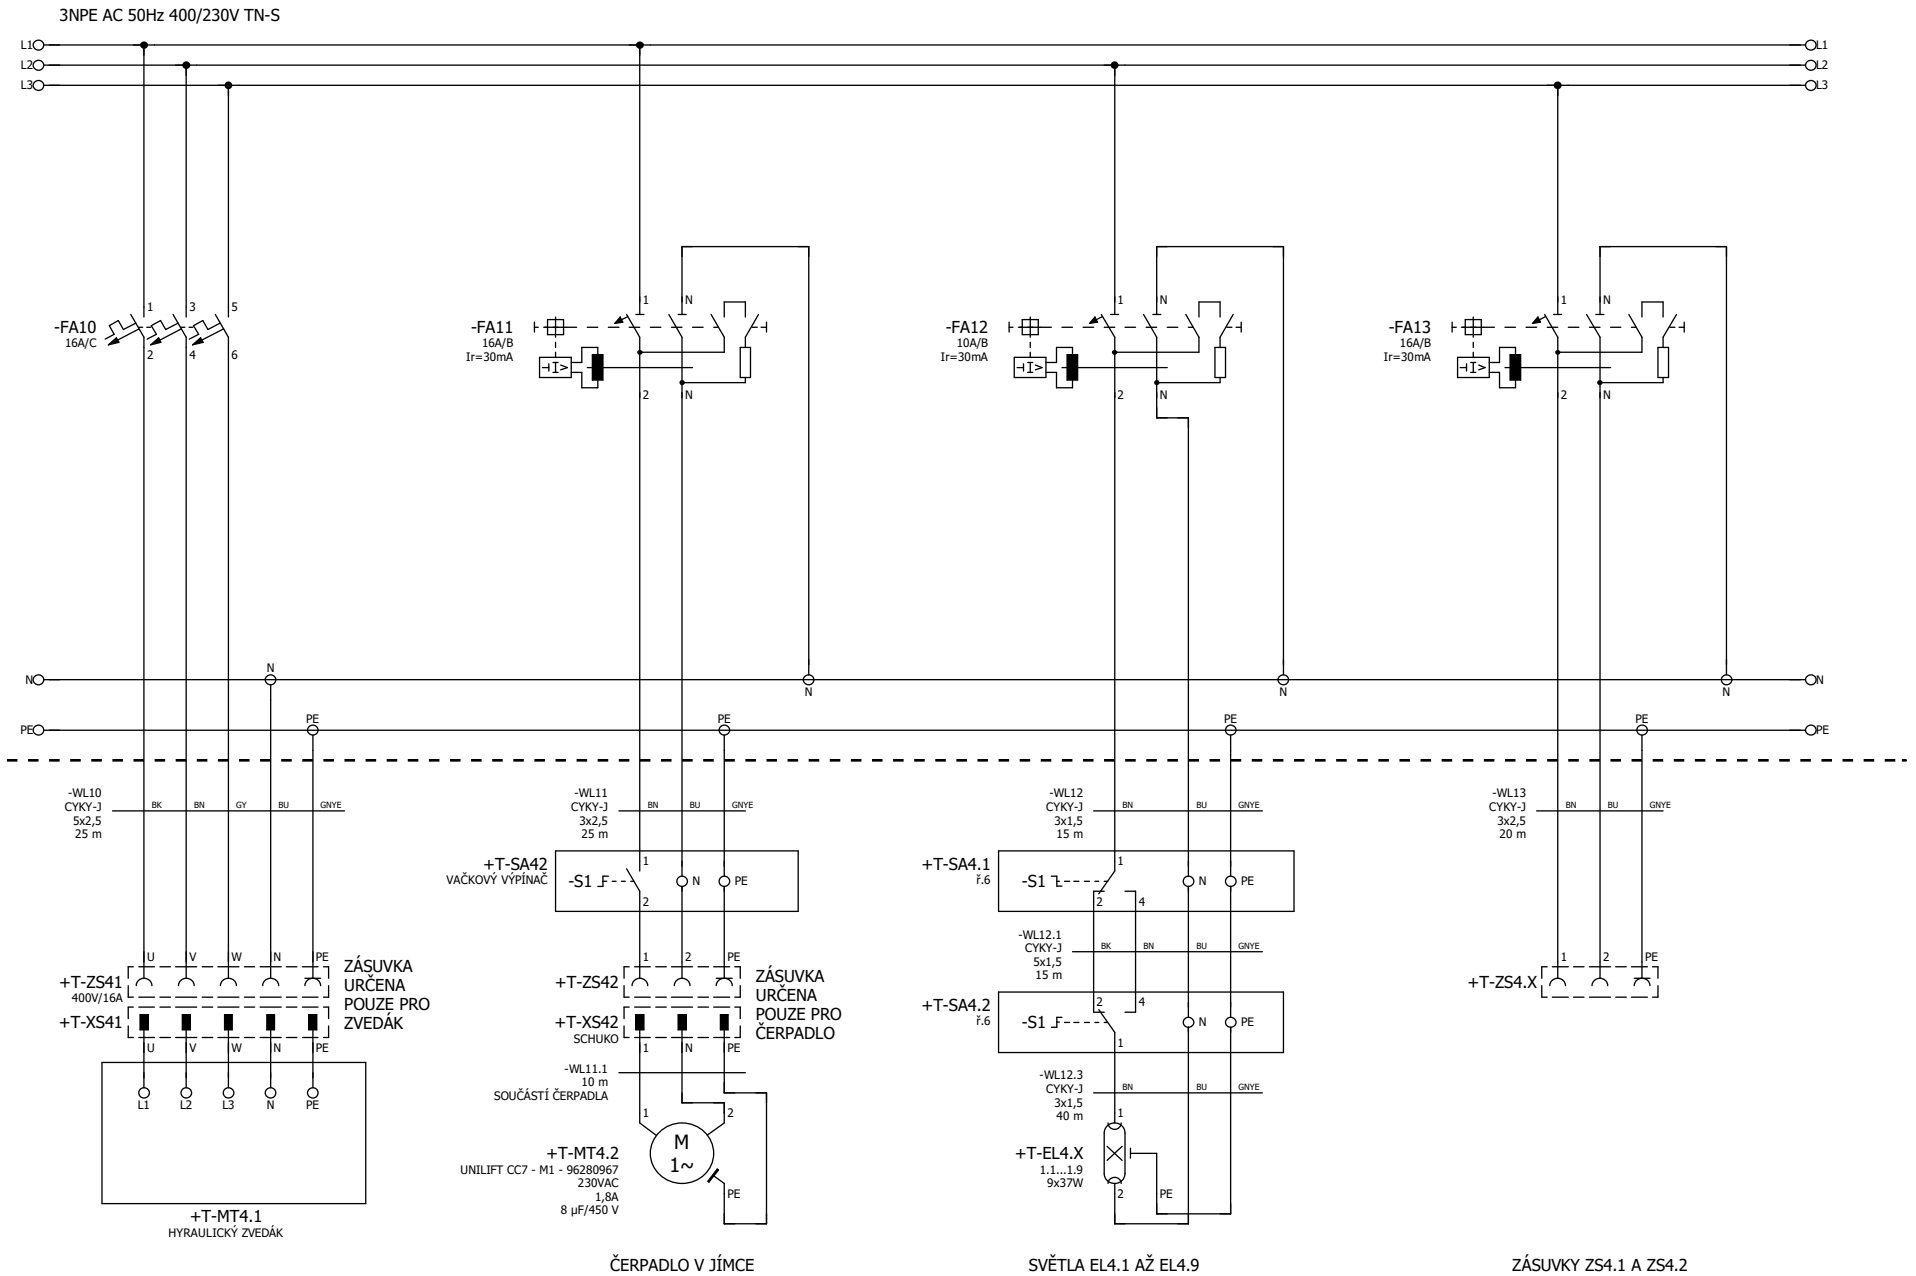 3NPE AC 50Hz 400/230V TN-S
L1 L1
L2 L2
L3 L3
1 3 5
-FA10
16A/C
2 4 6
1 N
-FA11
16A/B
Ir=30mA
I>
2 N
1 N
-FA12
10A/B
Ir=30mA
I>
2 N
1 N
-FA13
16A/B
Ir=30mA
I>
2 N
N
N N N N N
PE PE PE PE
PE PE
-WL10
CYKY-J
5x2,5
25 m
BK BN GY BU GNYE
-WL11
CYKY-J
3x2,5
25 m
BN BU GNYE
-WL12
CYKY-J
3x1,5
15 m
BN BU GNYE
-WL13
CYKY-J
3x2,5
20 m
BN BU GNYE
+T-SA42
VAČKOVÝ VÝPÍNAČ
-S1
1
2
N PE
+T-SA4.1
ř.6
-S1
1
2 4
N PE
-WL12.1
CYKY-J
5x1,5
15 m
BK BN BU GNYE
+T-SA4.2
ř.6
-S1
2 4
1
N PE
U V W N PE
+T-ZS41
400V/16A
+T-XS41
U V W N PE
ZÁSUVKA
URČENA
POUZE PRO
ZVEDÁK
L1 L2 L3 N PE
+T-MT4.1
HYRAULICKÝ ZVEDÁK
1 2 PE
+T-ZS42
+T-XS42
SCHUKO
1 N PE
ZÁSUVKA
URČENA
POUZE PRO
ČERPADLO
-WL11.1
10 m
SOUČÁSTÍ ČERPADLA
1 2
M
1~
PE
+T-MT4.2
UNILIFT CC7 - M1 - 96280967
230VAC
1,8A
8 µF/450 V
-WL12.3
CYKY-J
3x1,5
40 m
BN BU GNYE
1
+T-EL4.X
1.1...1.9
9x37W
2 PE
1 2 PE
+T-ZS4.X
ČERPADLO V JÍMCE
SVĚTLA EL4.1 AŽ EL4.9
ZÁSUVKY ZS4.1 A ZS4.2